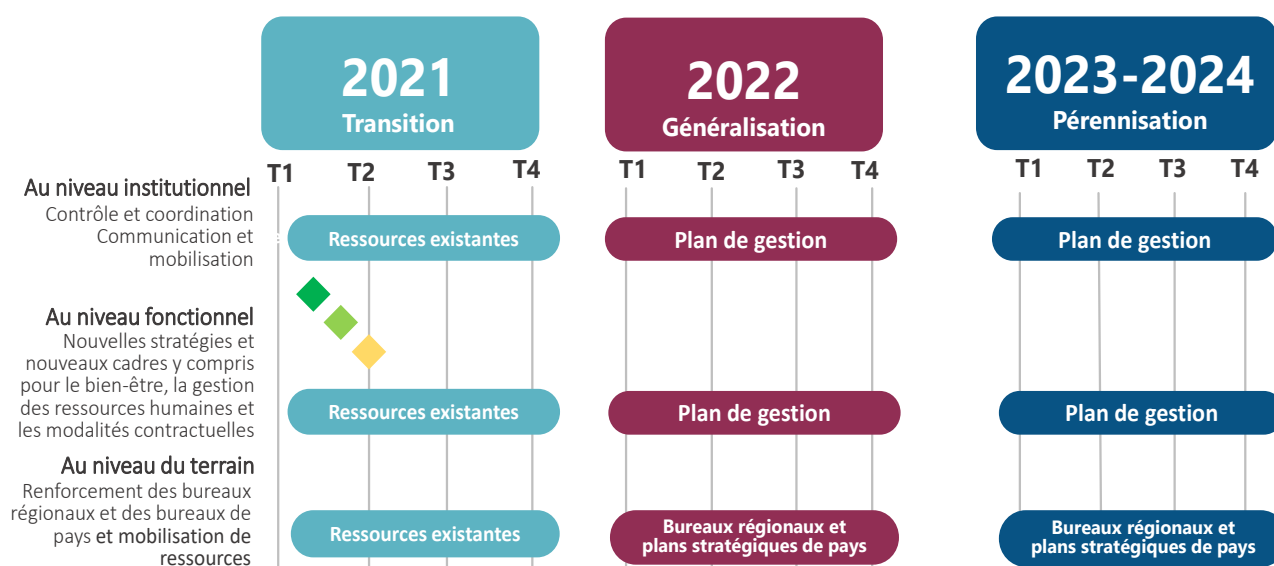 2021
Transition
2022
Généralisation
2023-2024
Pérennisation
T1 T2 T3 T4
T1 T2 T3 T4
T1 T2 T3 T4
Au niveau institutionnel
Contrôle et coordination
Communication et
mobilisation
Ressources existantes
Plan de gestion
Plan de gestion
Au niveau fonctionnel
Nouvelles stratégies et
nouveaux cadres y compris
pour le bien-être, la gestion
des ressources humaines et
les modalités contractuelles
Ressources existantes
Plan de gestion
Plan de gestion
Au niveau du terrain
Renforcement des bureaux
régionaux et des bureaux de
pays et mobilisation de
ressources
Ressources existantes
Bureaux régionaux et
plans stratégiques de pays
Bureaux régionaux et
plans stratégiques de pays